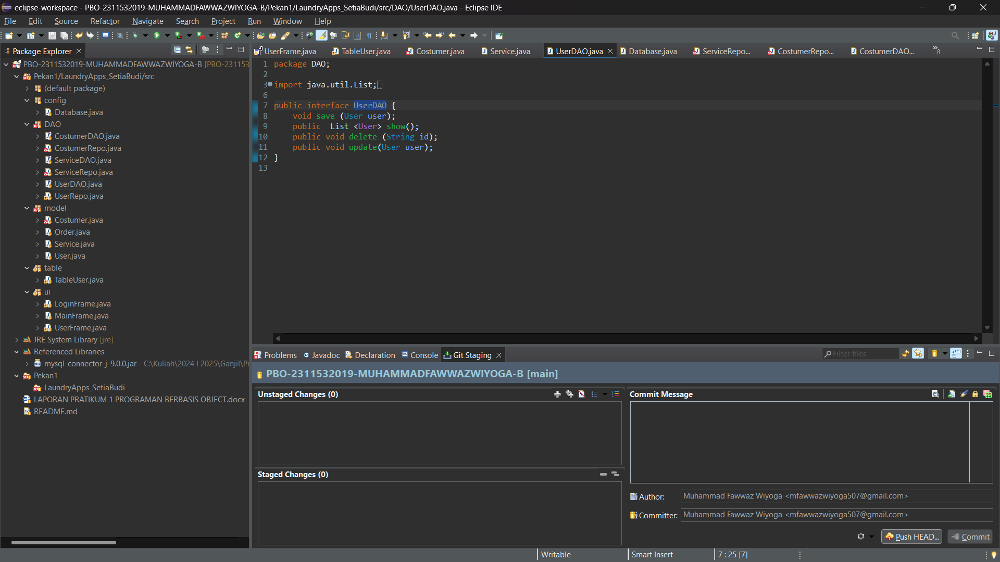 eclipse-workspace - PBO-2311532019-MUHAMMADFAWWAZWIYOGA-B/Pekan1/LaundryApps_SetiaBudi/src/DAO/UserDAO.java - Eclipse IDE
File Edit Source Refactor Navigate Search Project Run Window Help
Package Explorer
PBO-2311532019-MUHAMMADFAWWAZWIYOGA-B [PBO-231153
Pekan1/LaundryApps_SetiaBudi/src
(default package)
config
Database.java
DAO
CostumerDAO.java
CostumerRepo.java
ServiceDAO.java
ServiceRepo.java
UserDAO.java
UserRepo.java
model
Costumer.java
Order.java
Service.java
User.java
table
TableUser.java
ui
LoginFrame.java
MainFrame.java
UserFrame.java
JRE System Library [jre]
Referenced Libraries
mysql-connector-j-9.0.0.jar - C:\Kuliah\2024 I 2025\Ganjil\Pr
Pekan1
LaundryApps_SetiaBudi
LAPORAN PRATIKUM 1 PROGRAMAN BERBASIS OBJECT.docx
README.md
UserFrame.java TableUser.java Costumer.java Service.java UserDAO.java Database.java ServiceRepo... CostumerRepo... CostumerDAO... »8
1 package DAO;
2
3 import java.util.List;
6
7 public interface UserDAO {
8 void save (User user);
9 public List <User> show();
10 public void delete (String id);
11 public void update(User user);
12 }
13
Problems Javadoc Declaration Console Git Staging Filter files
PBO-2311532019-MUHAMMADFAWWAZWIYOGA-B [main]
Unstaged Changes (0)
Staged Changes (0)
Commit Message
Author: Muhammad Fawwaz Wiyoga <mfawwazwiyoga507@gmail.com>
Committer: Muhammad Fawwaz Wiyoga <mfawwazwiyoga507@gmail.com>
Push HEAD... Commit
Writable Smart Insert 7 : 25 [7]